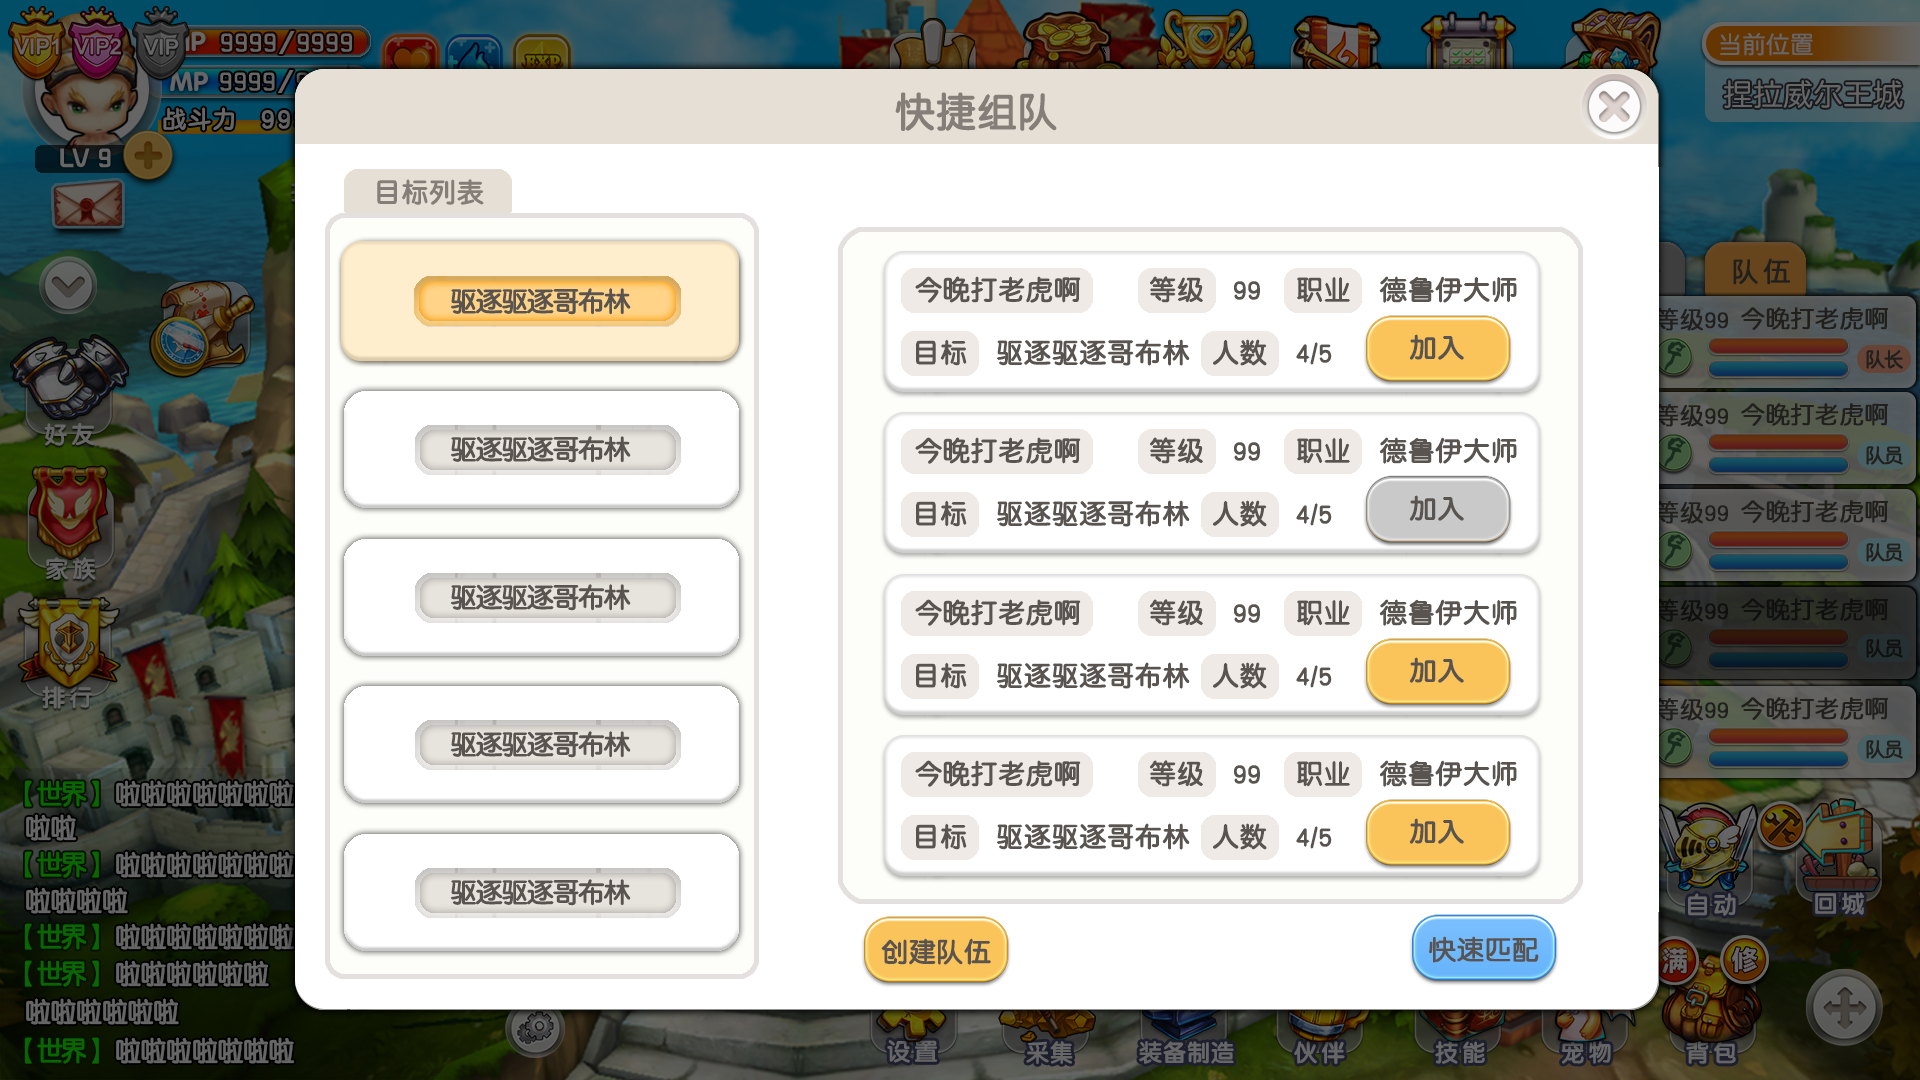 VIP1 VIP2 VIP
HP 9999/9999
MP 9999/
战斗力 99
LV 9
EXP
当前位置
捏拉威尔王城
快捷组队
目标列表
驱逐驱逐哥布林
驱逐驱逐哥布林
驱逐驱逐哥布林
驱逐驱逐哥布林
驱逐驱逐哥布林
今晚打老虎啊 等级 99 职业 德鲁伊大师
目标 驱逐驱逐哥布林 人数 4/5 加入
今晚打老虎啊 等级 99 职业 德鲁伊大师
目标 驱逐驱逐哥布林 人数 4/5 加入
今晚打老虎啊 等级 99 职业 德鲁伊大师
目标 驱逐驱逐哥布林 人数 4/5 加入
今晚打老虎啊 等级 99 职业 德鲁伊大师
目标 驱逐驱逐哥布林 人数 4/5 加入
创建队伍
快速匹配
队伍
等级99 今晚打老虎啊
队长
等级99 今晚打老虎啊
队员
等级99 今晚打老虎啊
队员
等级99 今晚打老虎啊
队员
等级99 今晚打老虎啊
队员
好友
家族
排行
【世界】啦啦啦啦啦啦啦
啦啦
【世界】啦啦啦啦啦啦啦
啦啦啦啦
【世界】啦啦啦啦啦啦啦
【世界】啦啦啦啦啦啦
啦啦啦啦啦啦
【世界】啦啦啦啦啦啦啦
自动
回城
满
修
设置
采集
装备制造
伙伴
技能
宠物
背包